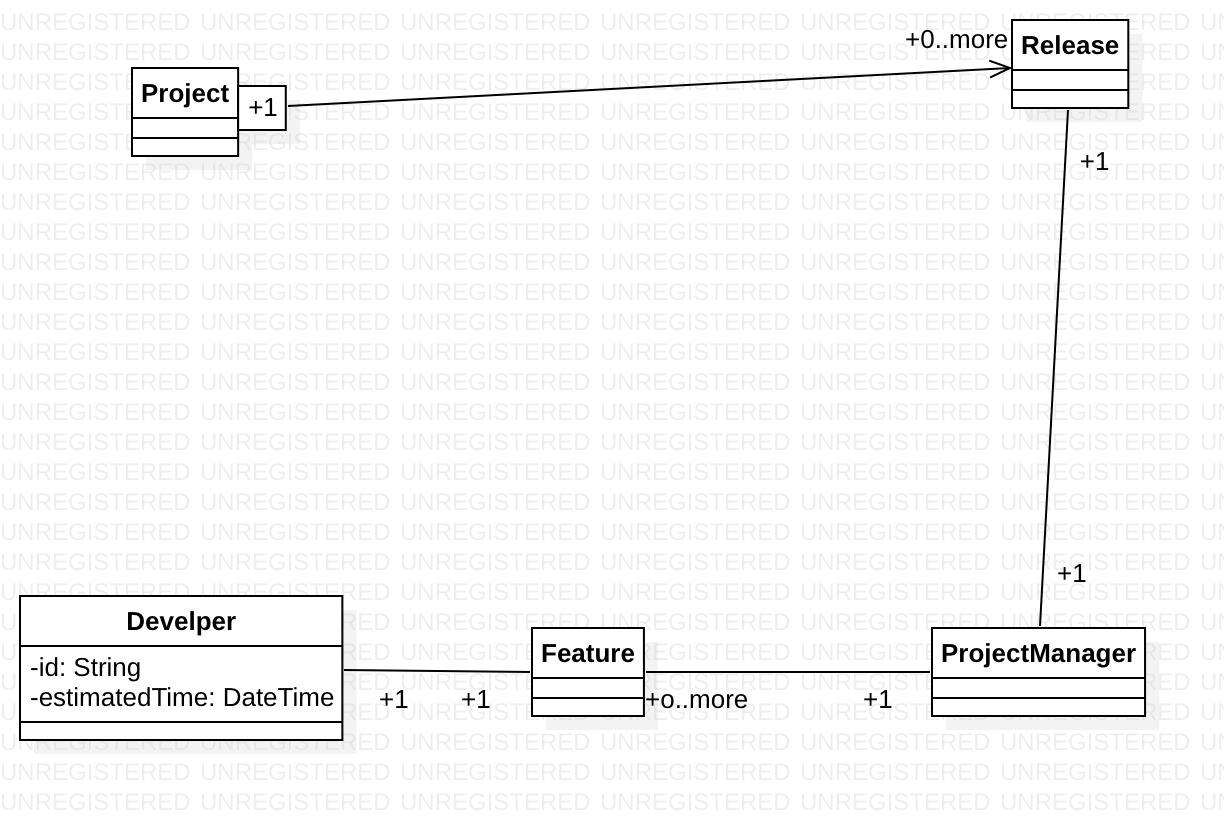 +0..more
Release
Project
+1
+1
+1
Develper
-id: String
-estimatedTime: DateTime
Feature
ProjectManager
+1
+1
+o..more
+1
UNREGISTERED UNREGISTERED UNREGISTERED UNREGISTERED UNREGISTERED UNREGISTERED UN